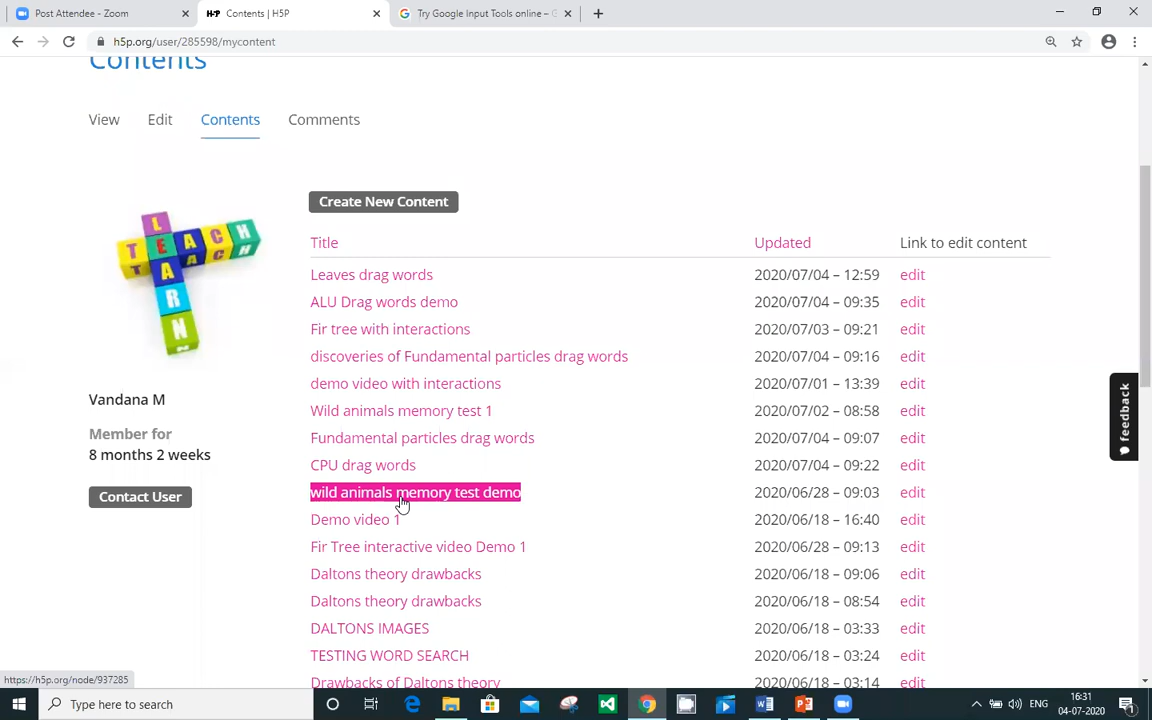 Post Attendee - Zoom
H-P Contents | H5P
Try Google Input Tools online – G
h5p.org/user/285598/mycontent
Contents
View Edit Contents Comments
Create New Content
Title Updated Link to edit content
Leaves drag words 2020/07/04 – 12:59 edit
ALU Drag words demo 2020/07/04 – 09:35 edit
Fir tree with interactions 2020/07/03 – 09:21 edit
discoveries of Fundamental particles drag words 2020/07/04 – 09:16 edit
demo video with interactions 2020/07/01 – 13:39 edit
Wild animals memory test 1 2020/07/02 – 08:58 edit
Fundamental particles drag words 2020/07/04 – 09:07 edit
CPU drag words 2020/07/04 – 09:22 edit
wild animals memory test demo 2020/06/28 – 09:03 edit
Demo video 1 2020/06/18 – 16:40 edit
Fir Tree interactive video Demo 1 2020/06/28 – 09:13 edit
Daltons theory drawbacks 2020/06/18 – 09:06 edit
Daltons theory drawbacks 2020/06/18 – 08:54 edit
DALTONS IMAGES 2020/06/18 – 03:33 edit
TESTING WORD SEARCH 2020/06/18 – 03:24 edit
Drawbacks of Daltons theory 2020/06/18 – 03:14 edit
L
TEACH
E
A
R
N
Vandana M
Member for
8 months 2 weeks
Contact User
feedback
https://h5p.org/node/937285
Type here to search
ENG
16:31
04-07-2020
1